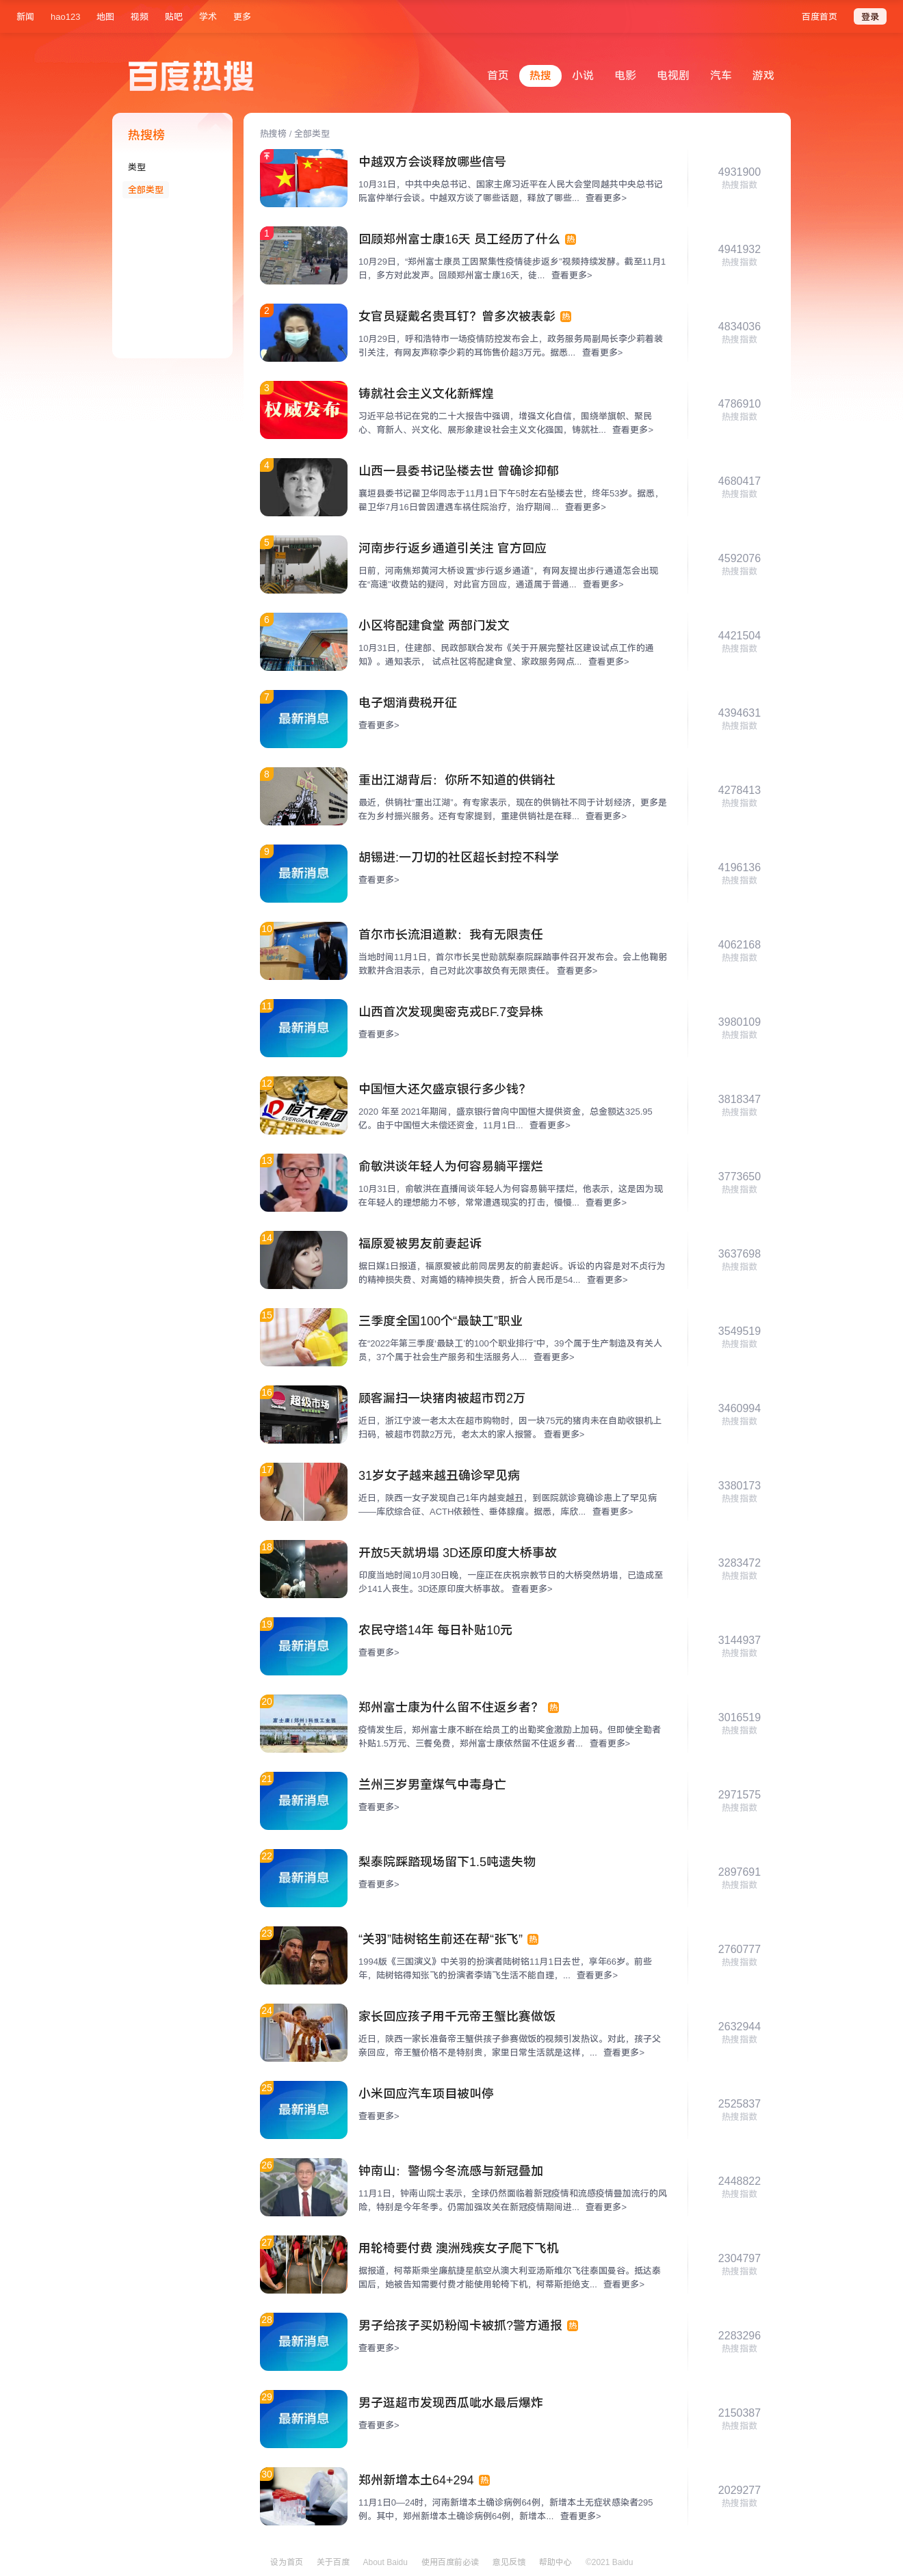 新闻 hao123 地图 视频 贴吧 学术 更多 百度首页 登录
百度热搜
首页 热搜 小说 电影 电视剧 汽车 游戏
热搜榜
类型
全部类型
热搜榜 / 全部类型
中越双方会谈释放哪些信号
10月31日，中共中央总书记、国家主席习近平在人民大会堂同越共中央总书记
阮富仲举行会谈。中越双方谈了哪些话题，释放了哪些... 查看更多>
4931900
热搜指数
1
回顾郑州富士康16天 员工经历了什么 热
10月29日，“郑州富士康员工因聚集性疫情徒步返乡”视频持续发酵。截至11月1
日，多方对此发声。回顾郑州富士康16天，徒... 查看更多>
4941932
热搜指数
2
女官员疑戴名贵耳钉？曾多次被表彰 热
10月29日，呼和浩特市一场疫情防控发布会上，政务服务局副局长李少莉着装
引关注，有网友声称李少莉的耳饰售价超3万元。据悉... 查看更多>
4834036
热搜指数
3
权威发布
铸就社会主义文化新辉煌
习近平总书记在党的二十大报告中强调，增强文化自信，围绕举旗帜、聚民
心、育新人、兴文化、展形象建设社会主义文化强国，铸就社... 查看更多>
4786910
热搜指数
4
山西一县委书记坠楼去世 曾确诊抑郁
襄垣县委书记翟卫华同志于11月1日下午5时左右坠楼去世，终年53岁。据悉，
翟卫华7月16日曾因遭遇车祸住院治疗，治疗期间... 查看更多>
4680417
热搜指数
5
河南步行返乡通道引关注 官方回应
日前，河南焦郑黄河大桥设置“步行返乡通道”，有网友提出步行通道怎会出现
在“高速”收费站的疑问，对此官方回应，通道属于普通... 查看更多>
4592076
热搜指数
6
小区将配建食堂 两部门发文
10月31日，住建部、民政部联合发布《关于开展完整社区建设试点工作的通
知》。通知表示， 试点社区将配建食堂、家政服务网点... 查看更多>
4421504
热搜指数
7
最新消息
电子烟消费税开征
查看更多>
4394631
热搜指数
8
重出江湖背后：你所不知道的供销社
最近，供销社“重出江湖”。有专家表示，现在的供销社不同于计划经济，更多是
在为乡村振兴服务。还有专家提到，重建供销社是在释... 查看更多>
4278413
热搜指数
9
最新消息
胡锡进:一刀切的社区超长封控不科学
查看更多>
4196136
热搜指数
10
首尔市长流泪道歉：我有无限责任
当地时间11月1日，首尔市长吴世勋就梨泰院踩踏事件召开发布会。会上他鞠躬
致歉并含泪表示，自己对此次事故负有无限责任。 查看更多>
4062168
热搜指数
11
最新消息
山西首次发现奥密克戎BF.7变异株
查看更多>
3980109
热搜指数
12
恒大集团
EVERGRANDE GROUP
中国恒大还欠盛京银行多少钱？
2020 年至 2021年期间，盛京银行曾向中国恒大提供资金，总金额达325.95
亿。由于中国恒大未偿还资金，11月1日... 查看更多>
3818347
热搜指数
13
俞敏洪谈年轻人为何容易躺平摆烂
10月31日，俞敏洪在直播间谈年轻人为何容易躺平摆烂，他表示，这是因为现
在年轻人的理想能力不够，常常遭遇现实的打击，慢慢... 查看更多>
3773650
热搜指数
14
福原爱被男友前妻起诉
据日媒1日报道，福原爱被此前同居男友的前妻起诉。诉讼的内容是对不贞行为
的精神损失费、对离婚的精神损失费，折合人民币是54... 查看更多>
3637698
热搜指数
15
三季度全国100个“最缺工”职业
在“2022年第三季度‘最缺工’的100个职业排行”中，39个属于生产制造及有关人
员，37个属于社会生产服务和生活服务人... 查看更多>
3549519
热搜指数
16
超级市场
顾客漏扫一块猪肉被超市罚2万
近日，浙江宁波一老太太在超市购物时，因一块75元的猪肉未在自助收银机上
扫码，被超市罚款2万元，老太太的家人报警。 查看更多>
3460994
热搜指数
17
31岁女子越来越丑确诊罕见病
近日，陕西一女子发现自己1年内越变越丑，到医院就诊竟确诊患上了罕见病
——库欣综合征、ACTH依赖性、垂体腺瘤。据悉，库欣... 查看更多>
3380173
热搜指数
18
开放5天就坍塌 3D还原印度大桥事故
印度当地时间10月30日晚，一座正在庆祝宗教节日的大桥突然坍塌，已造成至
少141人丧生。3D还原印度大桥事故。 查看更多>
3283472
热搜指数
19
最新消息
农民守塔14年 每日补贴10元
查看更多>
3144937
热搜指数
20
富士康(郑州)科技工业园
郑州富士康为什么留不住返乡者？ 热
疫情发生后，郑州富士康不断在给员工的出勤奖金激励上加码。但即使全勤者
补贴1.5万元、三餐免费，郑州富士康依然留不住返乡者... 查看更多>
3016519
热搜指数
21
最新消息
兰州三岁男童煤气中毒身亡
查看更多>
2971575
热搜指数
22
最新消息
梨泰院踩踏现场留下1.5吨遗失物
查看更多>
2897691
热搜指数
23
“关羽”陆树铭生前还在帮“张飞” 热
1994版《三国演义》中关羽的扮演者陆树铭11月1日去世，享年66岁。前些
年，陆树铭得知张飞的扮演者李靖飞生活不能自理，... 查看更多>
2760777
热搜指数
24
家长回应孩子用千元帝王蟹比赛做饭
近日，陕西一家长准备帝王蟹供孩子参赛做饭的视频引发热议。对此，孩子父
亲回应，帝王蟹价格不是特别贵，家里日常生活就是这样，... 查看更多>
2632944
热搜指数
25
最新消息
小米回应汽车项目被叫停
查看更多>
2525837
热搜指数
26
钟南山：警惕今冬流感与新冠叠加
11月1日，钟南山院士表示，全球仍然面临着新冠疫情和流感疫情叠加流行的风
险，特别是今年冬季。仍需加强攻关在新冠疫情期间进... 查看更多>
2448822
热搜指数
27
用轮椅要付费 澳洲残疾女子爬下飞机
据报道，柯蒂斯乘坐廉航捷星航空从澳大利亚汤斯维尔飞往泰国曼谷。抵达泰
国后，她被告知需要付费才能使用轮椅下机，柯蒂斯拒绝支... 查看更多>
2304797
热搜指数
28
最新消息
男子给孩子买奶粉闯卡被抓?警方通报 热
查看更多>
2283296
热搜指数
29
最新消息
男子逛超市发现西瓜呲水最后爆炸
查看更多>
2150387
热搜指数
30
郑州新增本土64+294 热
11月1日0—24时，河南新增本土确诊病例64例，新增本土无症状感染者295
例。其中，郑州新增本土确诊病例64例，新增本... 查看更多>
2029277
热搜指数
设为首页 关于百度 About Baidu 使用百度前必读 意见反馈 帮助中心 ©2021 Baidu